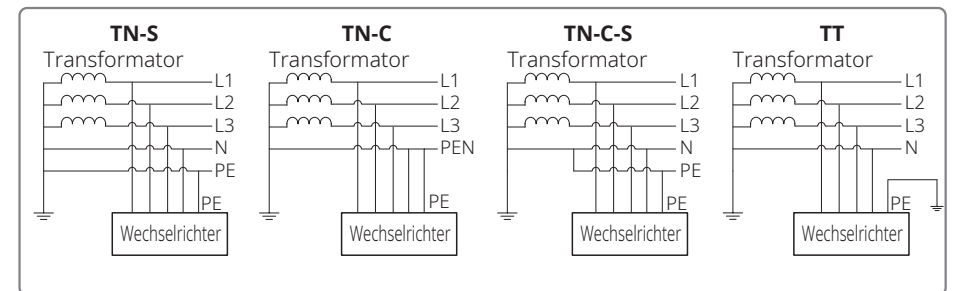 TN-S
Transformator
L1
L2
L3
N
PE
PE
Wechselrichter
TN-C
Transformator
L1
L2
L3
PEN
PE
Wechselrichter
TN-C-S
Transformator
L1
L2
L3
N
PE
PE
Wechselrichter
TT
Transformator
L1
L2
L3
N
PE
Wechselrichter